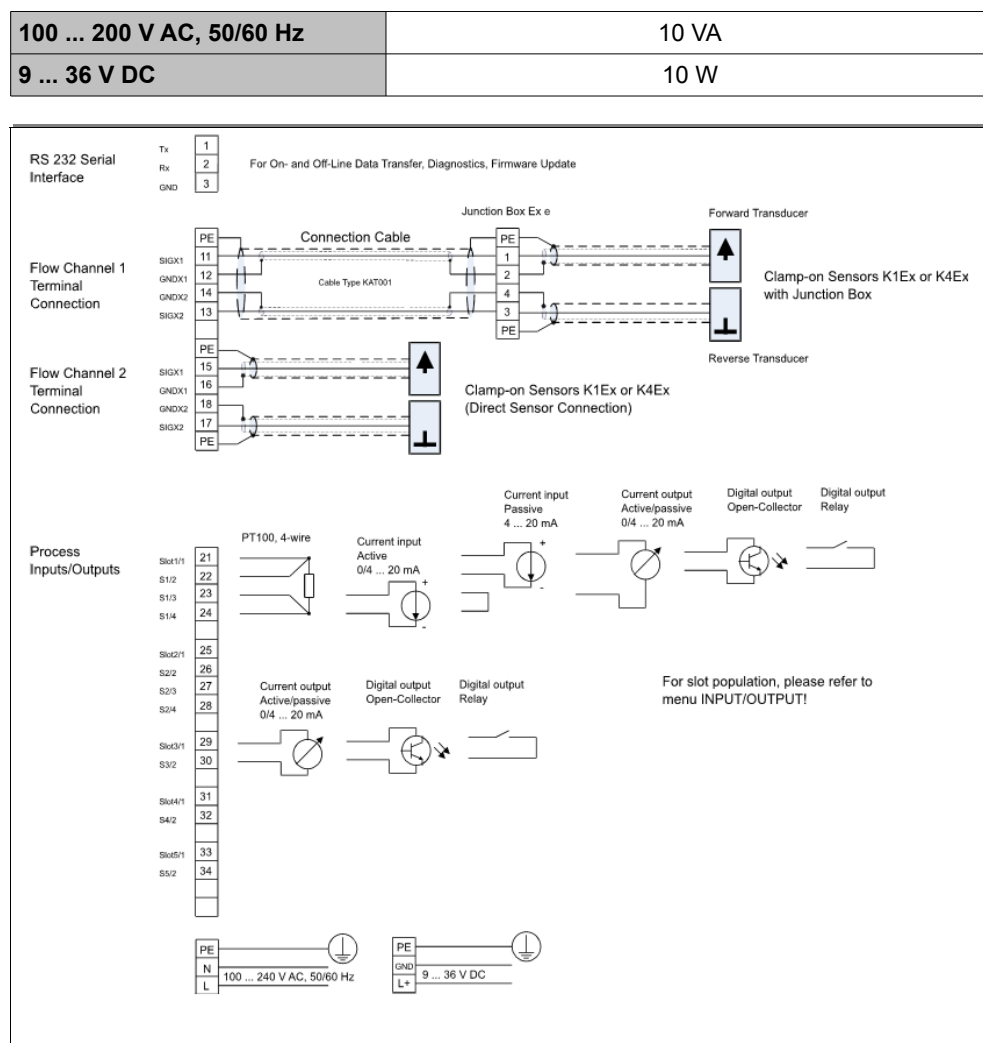 100 ... 200 V AC, 50/60 Hz 10 VA
9 ... 36 V DC 10 W
RS 232 Serial
Interface
Tx 1
Rx 2
GND 3
For On- and Off-Line Data Transfer, Diagnostics, Firmware Update
Flow Channel 1
Terminal
Connection
PE
SIGX1 11
GNDX1 12
GNDX2 14
SIGX2 13
Connection Cable
Cable Type KAT001
Junction Box Ex e
PE
1
2
4
3
PE
Forward Transducer
Clamp-on Sensors K1Ex or K4Ex
with Junction Box
Reverse Transducer
Flow Channel 2
Terminal
Connection
PE
SIGX1 15
GNDX1 16
GNDX2 18
SIGX2 17
PE
Clamp-on Sensors K1Ex or K4Ex
(Direct Sensor Connection)
Process
Inputs/Outputs
Slot1/1 21
S1/2 22
S1/3 23
S1/4 24
PT100, 4-wire
Current input
Active
0/4 ... 20 mA
+
-
Current input
Passive
4 ... 20 mA
+
-
Current output
Active/passive
0/4 ... 20 mA
Digital output
Open-Collector
Digital output
Relay
Slot2/1 25
S2/2 26
S2/3 27
S2/4 28
For slot population, please refer to
menu INPUT/OUTPUT!
Current output
Active/passive
0/4 ... 20 mA
Digital output
Open-Collector
Digital output
Relay
Slot3/1 29
S3/2 30
Slot4/1 31
S4/2 32
Slot5/1 33
S5/2 34
PE
N
L
100 ... 240 V AC, 50/60 Hz
PE
GND
L+
9 ... 36 V DC